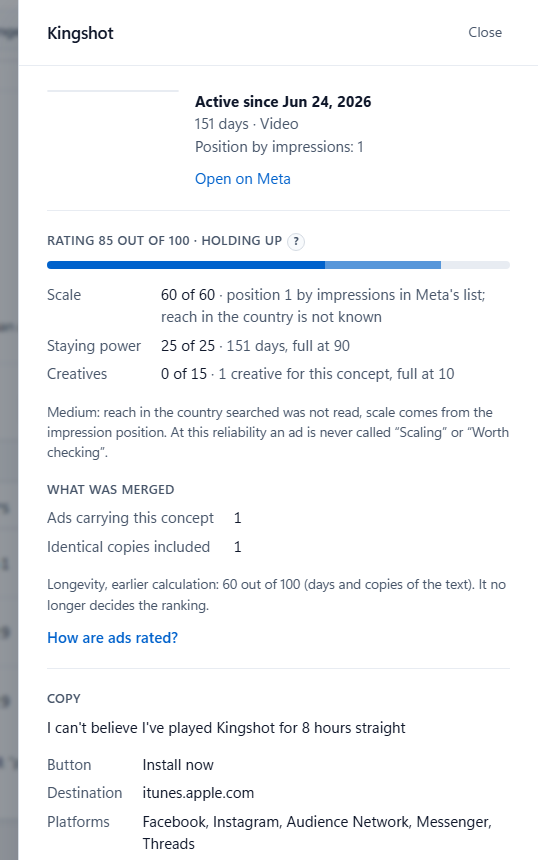 Kingshot
Close
Active since Jun 24, 2026
151 days · Video
Position by impressions: 1
Open on Meta
RATING 85 OUT OF 100 · HOLDING UP ?
Scale 60 of 60 · position 1 by impressions in Meta's list;
reach in the country is not known
Staying power 25 of 25 · 151 days, full at 90
Creatives 0 of 15 · 1 creative for this concept, full at 10
Medium: reach in the country searched was not read, scale comes from the
impression position. At this reliability an ad is never called “Scaling” or “Worth
checking”.
WHAT WAS MERGED
Ads carrying this concept 1
Identical copies included 1
Longevity, earlier calculation: 60 out of 100 (days and copies of the text). It no
longer decides the ranking.
How are ads rated?
COPY
I can't believe I've played Kingshot for 8 hours straight
Button Install now
Destination itunes.apple.com
Platforms Facebook, Instagram, Audience Network, Messenger,
Threads